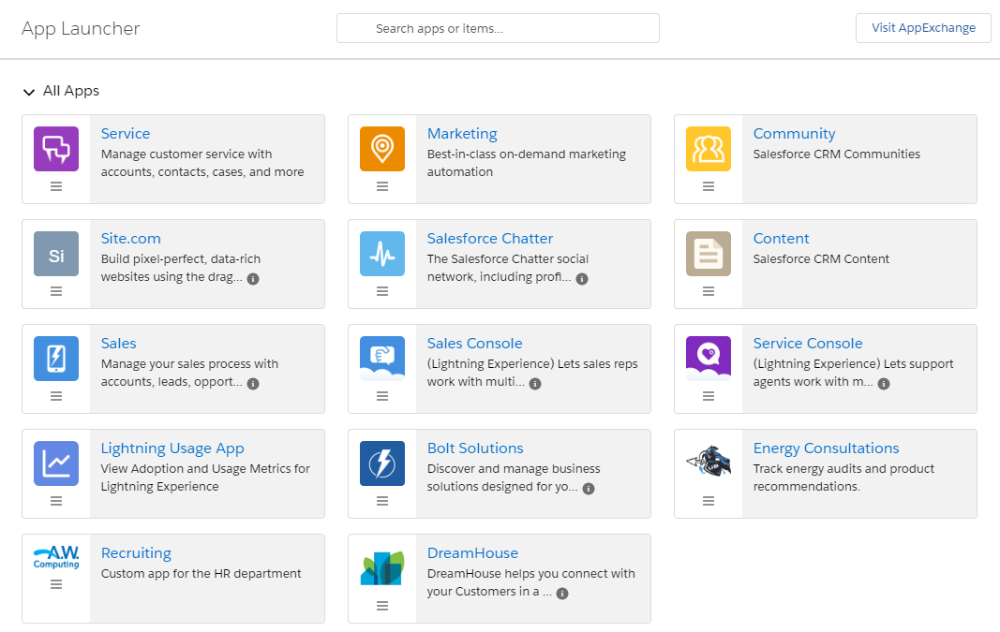 App Launcher
Search apps or items...
Visit AppExchange
All Apps
Service
Manage customer service with
accounts, contacts, cases, and more
Marketing
Best-in-class on-demand marketing
automation
Community
Salesforce CRM Communities
Si
Site.com
Build pixel-perfect, data-rich
websites using the drag...
Salesforce Chatter
The Salesforce Chatter social
network, including profi...
Content
Salesforce CRM Content
Sales
Manage your sales process with
accounts, leads, opport...
Sales Console
(Lightning Experience) Lets sales reps
work with multi...
Service Console
(Lightning Experience) Lets support
agents work with m...
Lightning Usage App
View Adoption and Usage Metrics for
Lightning Experience
Bolt Solutions
Discover and manage business
solutions designed for yo...
Energy Consultations
Track energy audits and product
recommendations.
A.W.
Computing
Recruiting
Custom app for the HR department
DreamHouse
DreamHouse helps you connect with
your Customers in a ...